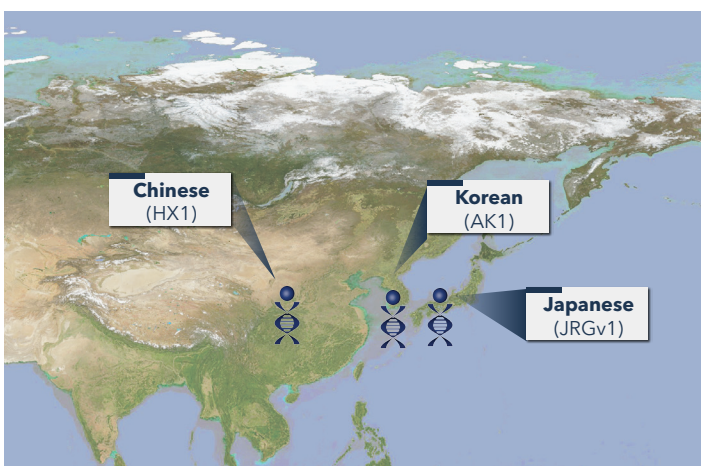 Chinese
(HX1)
Korean
(AK1)
Japanese
(JRGv1)